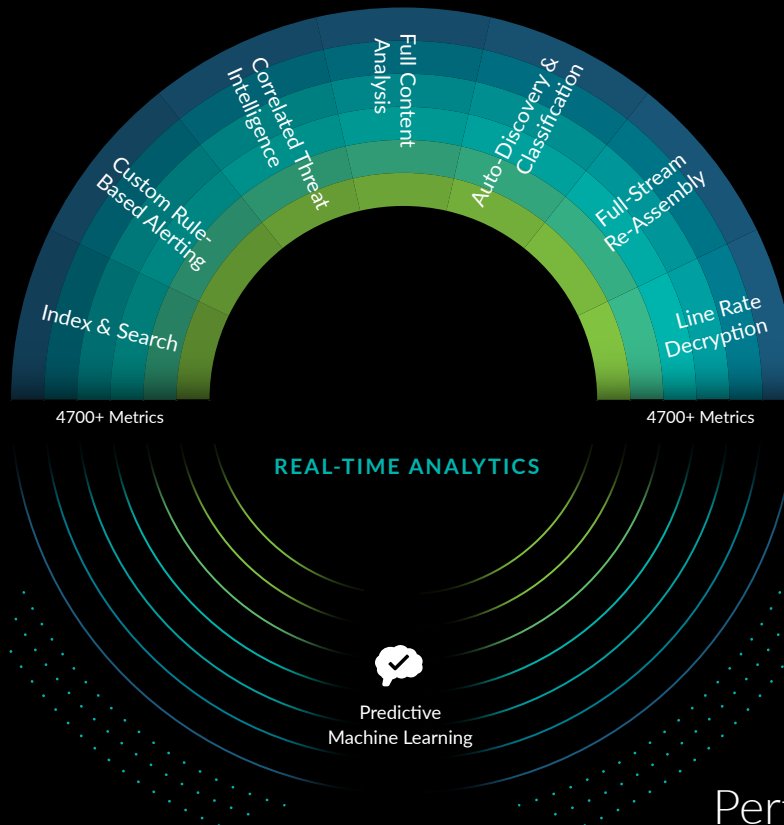 Index & Search
Custom Rule-
Based Alerting
Correlated Threat
Intelligence
Full Content
Analysis
Auto-Discovery &
Classification
Full-Stream
Re-Assembly
Line Rate
Decryption
4700+ Metrics
4700+ Metrics
REAL-TIME ANALYTICS
Predictive
Machine Learning